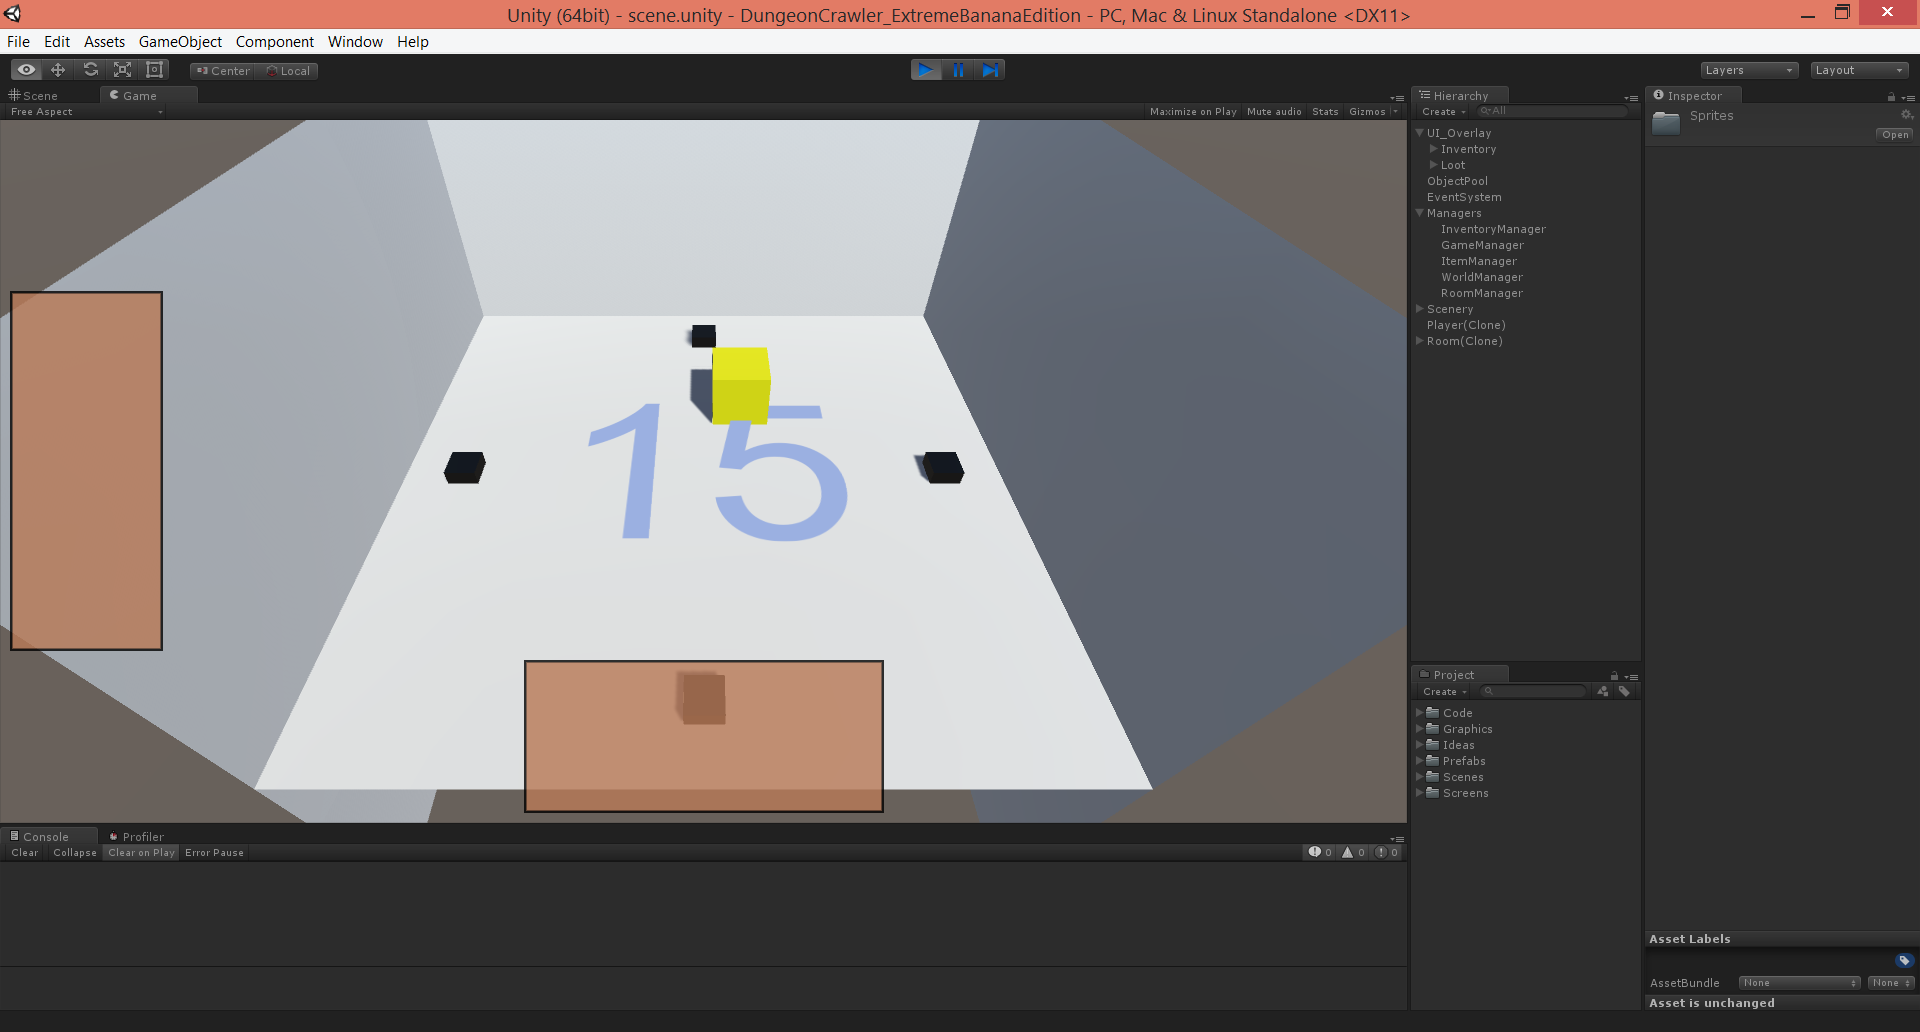 Unity (64bit) - scene.unity - DungeonCrawler_ExtremeBananaEdition - PC, Mac & Linux Standalone <DX11>
File Edit Assets GameObject Component Window Help
Center Local
Layers Layout
Scene Game
Free Aspect
Maximize on Play Mute audio Stats Gizmos
15
Console Profiler
Clear Collapse Clear on Play Error Pause
0 0 0
Hierarchy
Create All
UI_Overlay
Inventory
Loot
ObjectPool
EventSystem
Managers
InventoryManager
GameManager
ItemManager
WorldManager
RoomManager
Scenery
Player(Clone)
Room(Clone)
Project
Create
Code
Graphics
Ideas
Prefabs
Scenes
Screens
Inspector
Sprites
Open
Asset Labels
AssetBundle None None
Asset is unchanged